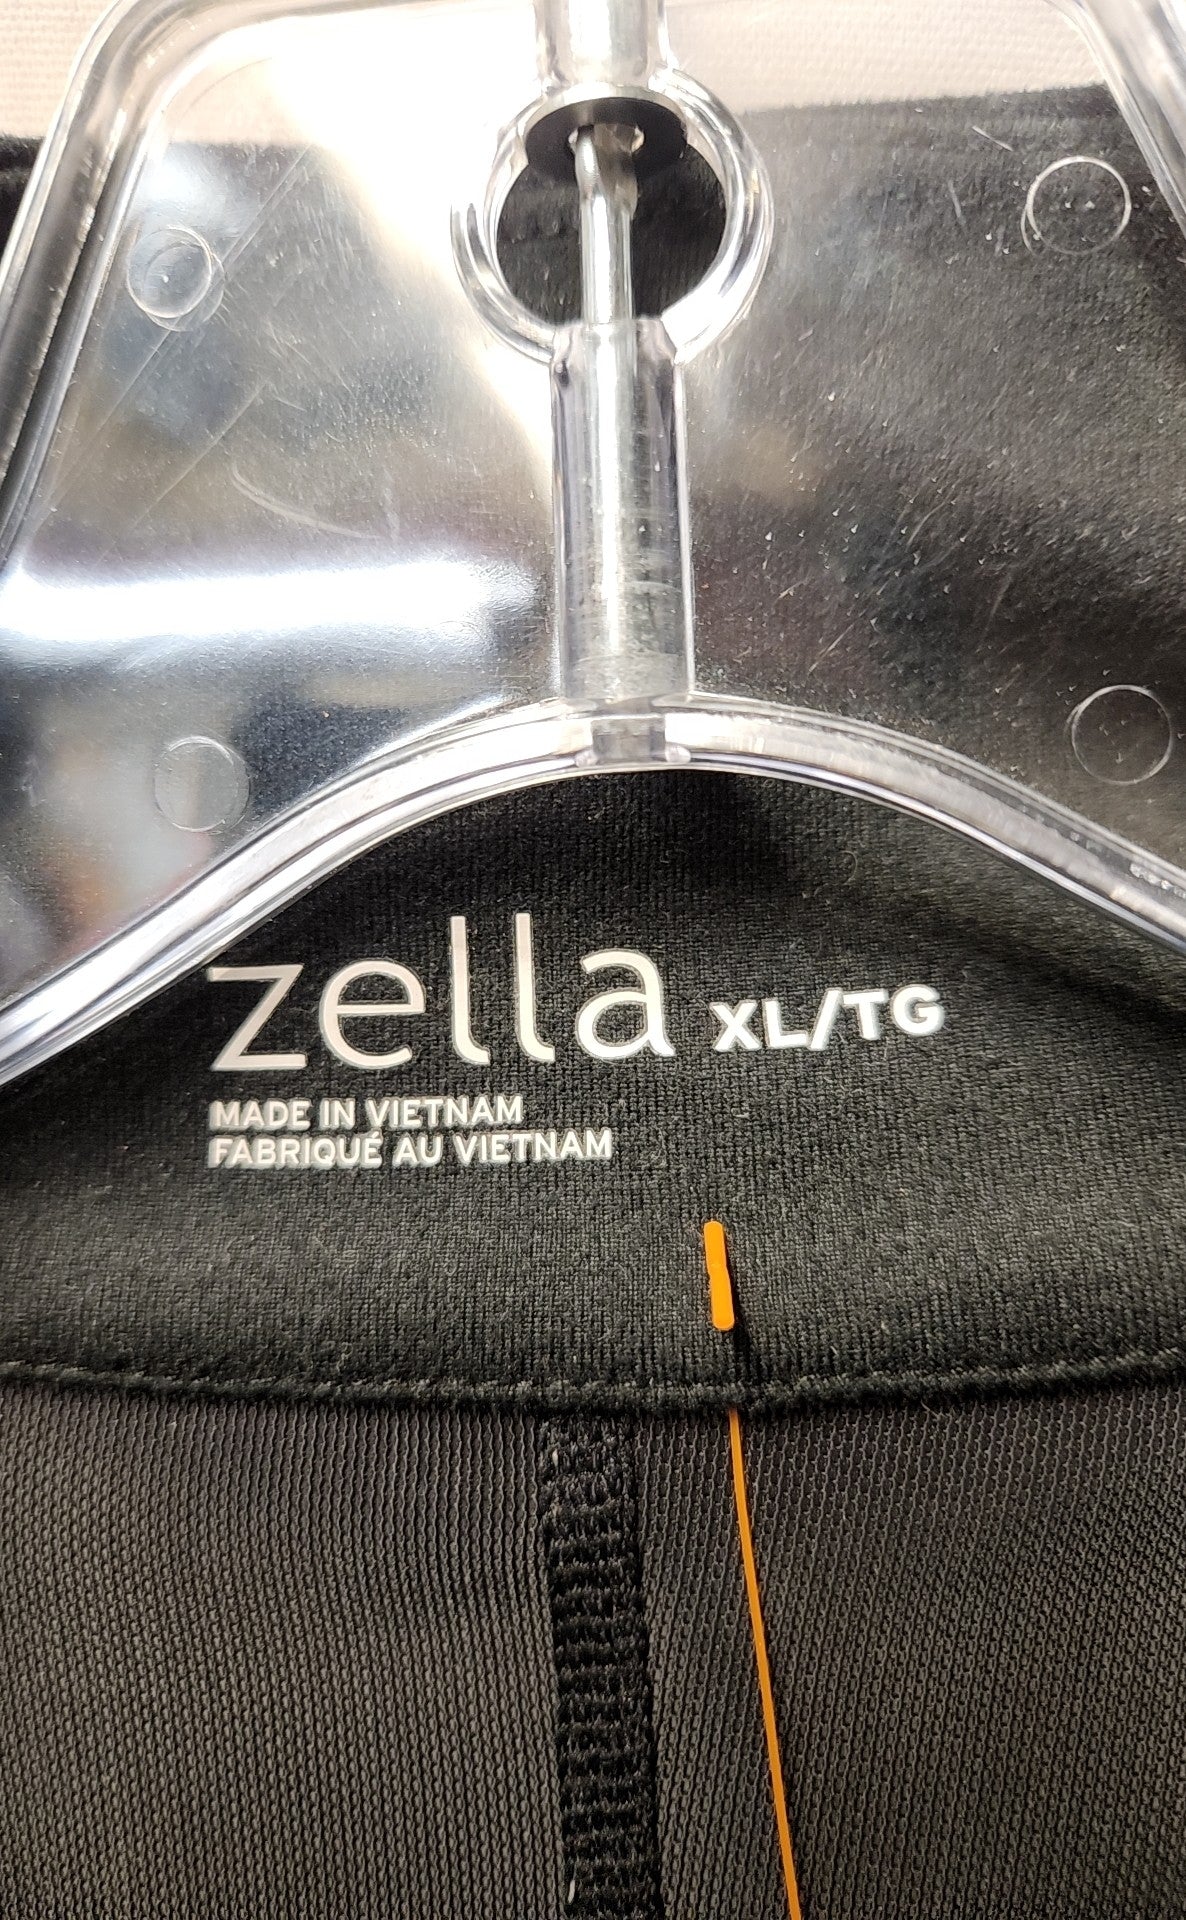 zella XL/TG
MADE IN VIETNAM
FABRIQUÉ AU VIETNAM